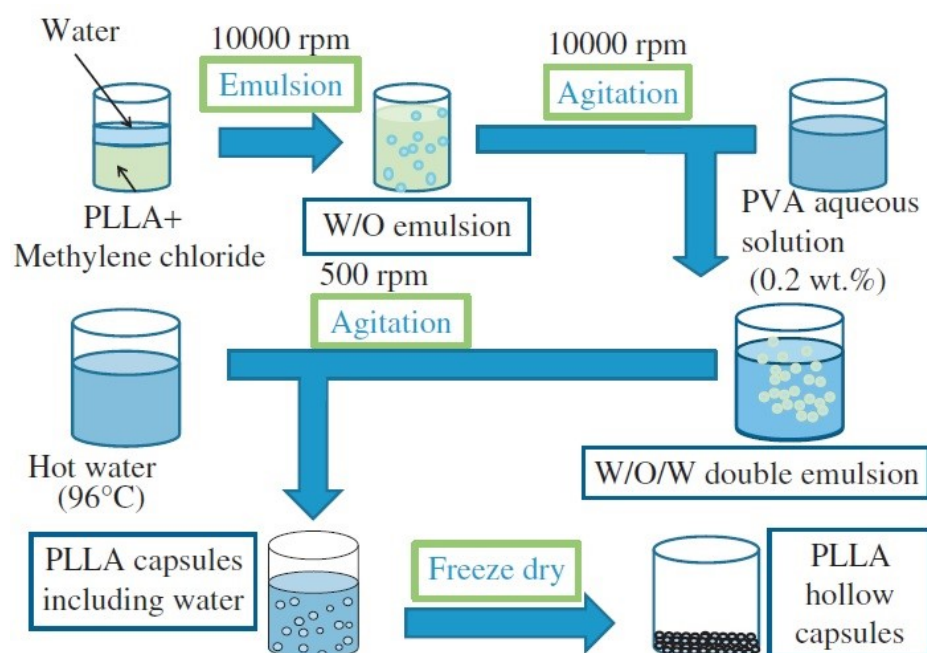 Water
10000 rpm
Emulsion
10000 rpm
Agitation
PLLA+
Methylene chloride
W/O emulsion
PVA aqueous
solution
(0.2 wt.%)
500 rpm
Agitation
Hot water
(96°C)
W/O/W double emulsion
PLLA capsules
including water
Freeze dry
PLLA
hollow
capsules